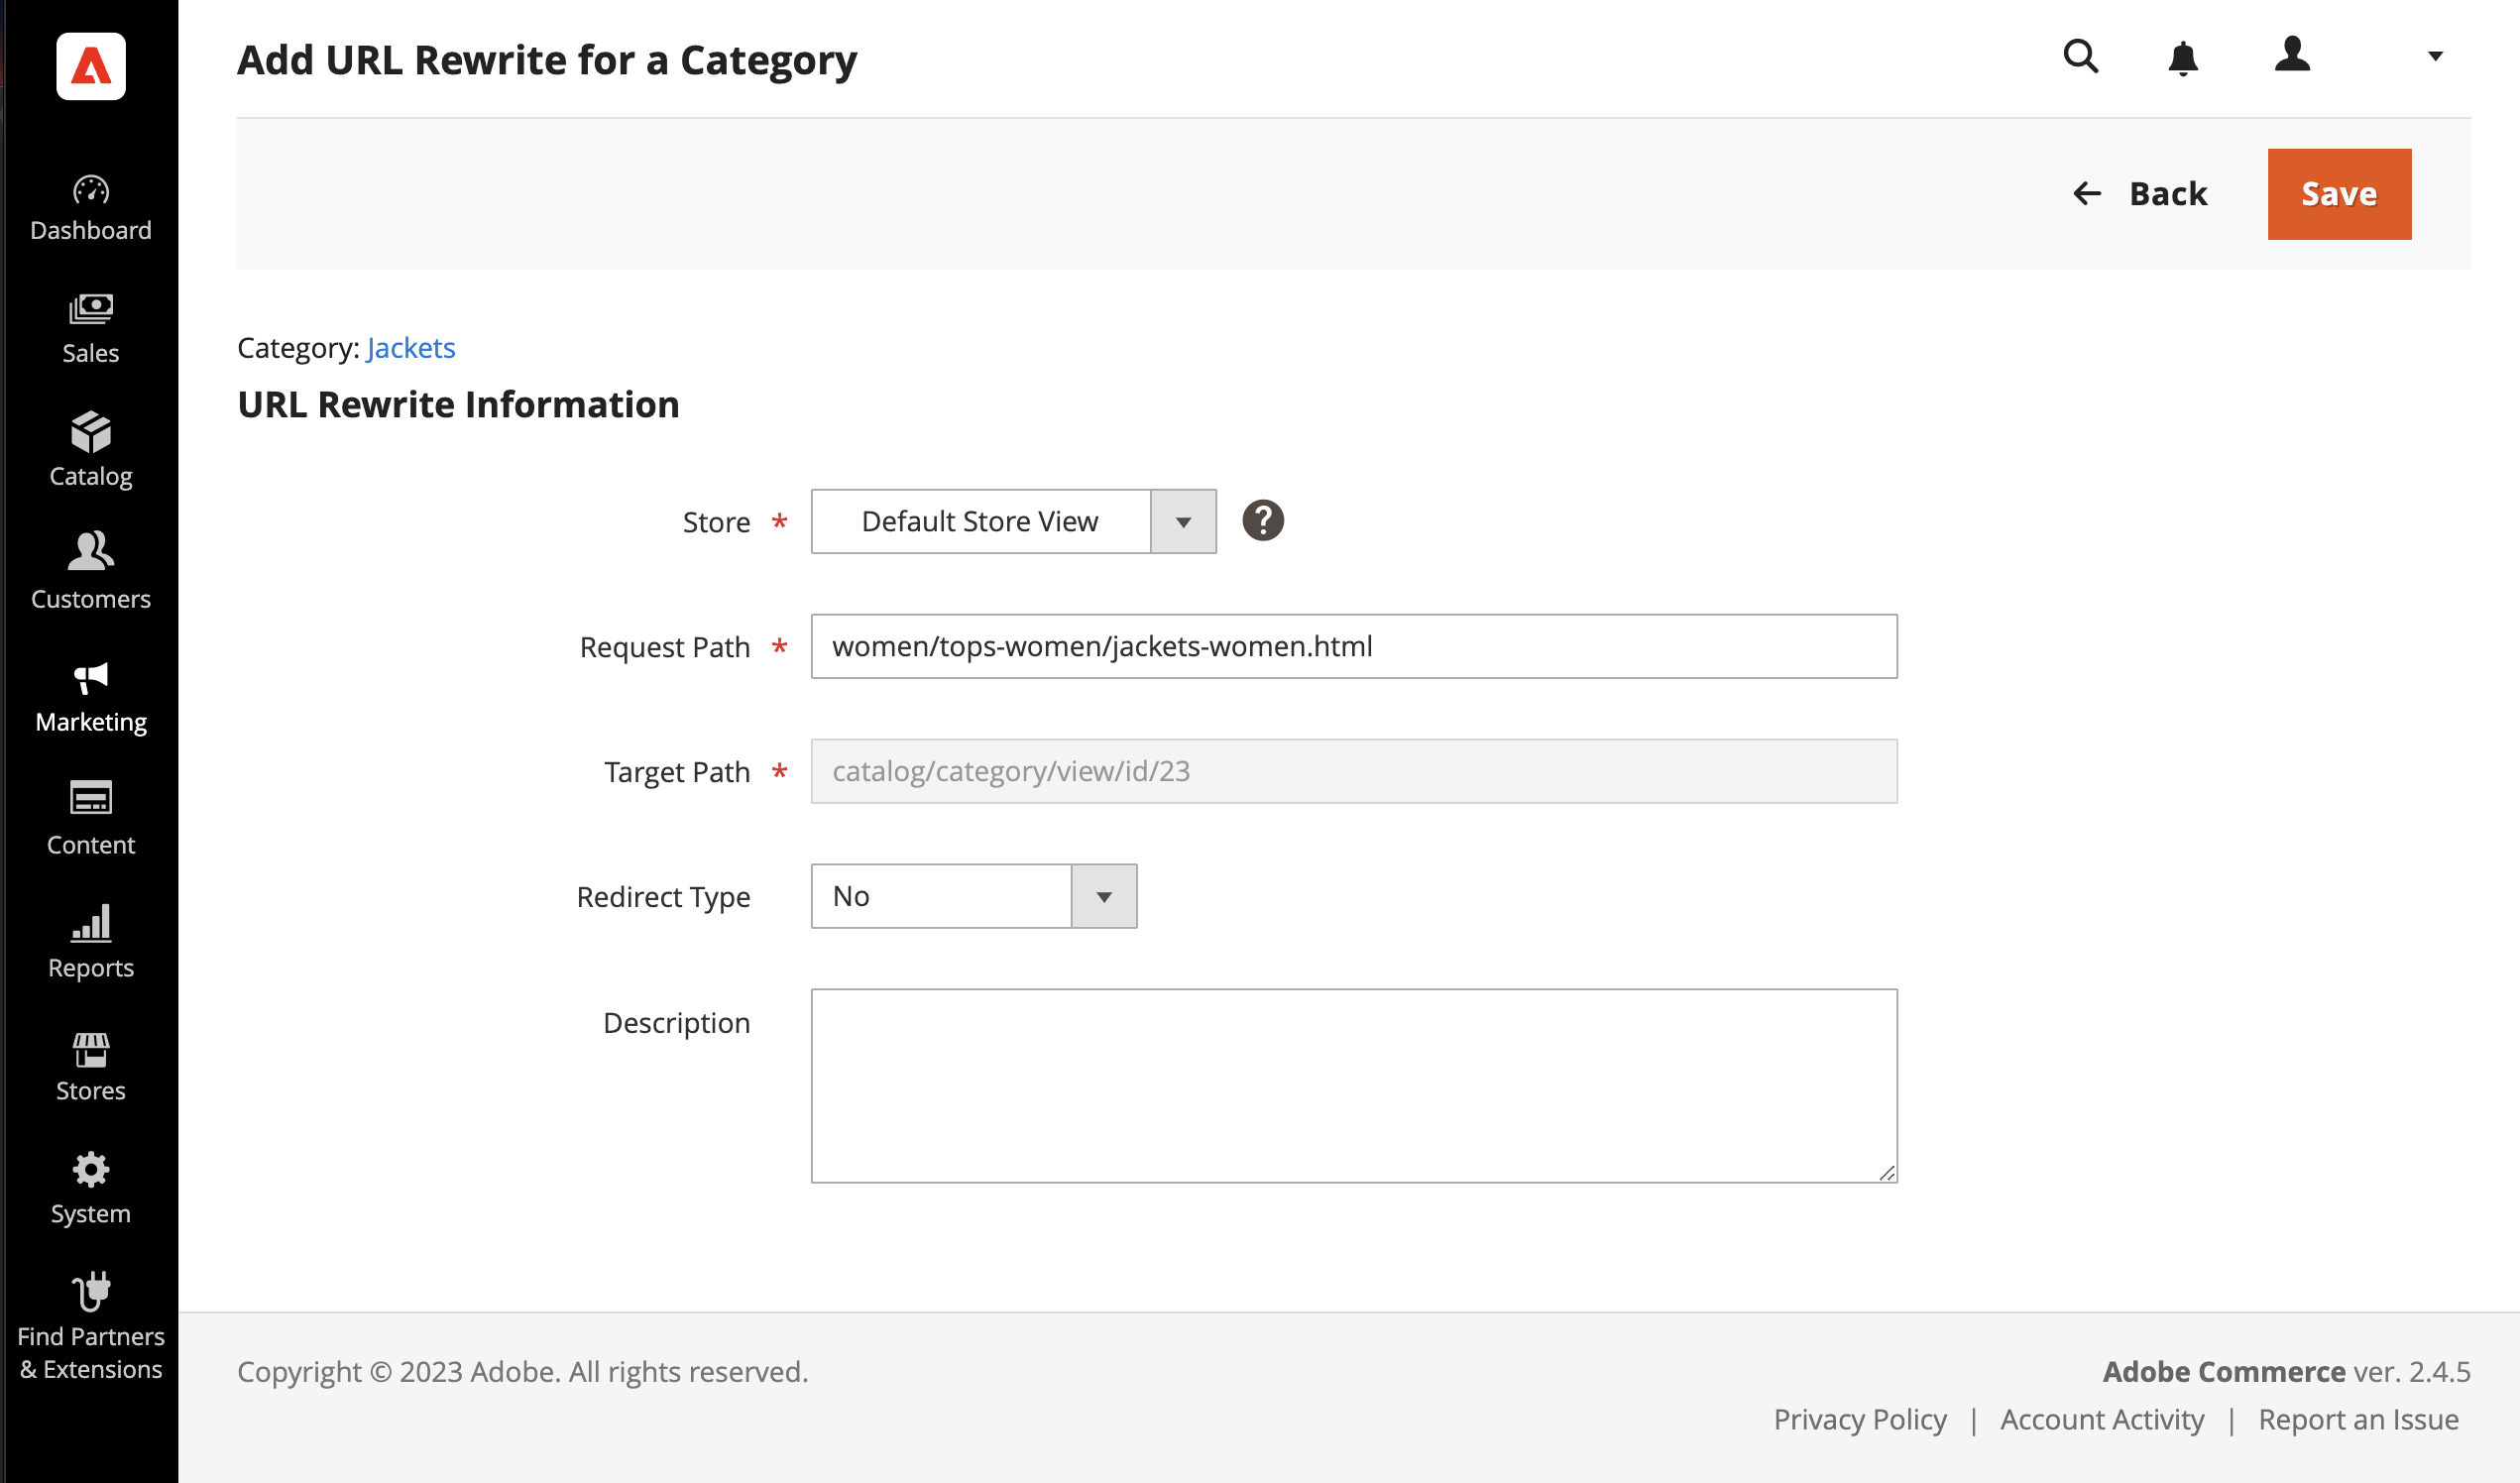 Add URL Rewrite for a Category
Back
Save
Dashboard
Sales
Catalog
Customers
Marketing
Content
Reports
Stores
System
Find Partners
& Extensions
Category: Jackets
URL Rewrite Information
Store *
Default Store View
?
Request Path *
women/tops-women/jackets-women.html
Target Path *
catalog/category/view/id/23
Redirect Type
No
Description
Copyright © 2023 Adobe. All rights reserved.
Adobe Commerce ver. 2.4.5
Privacy Policy | Account Activity | Report an Issue